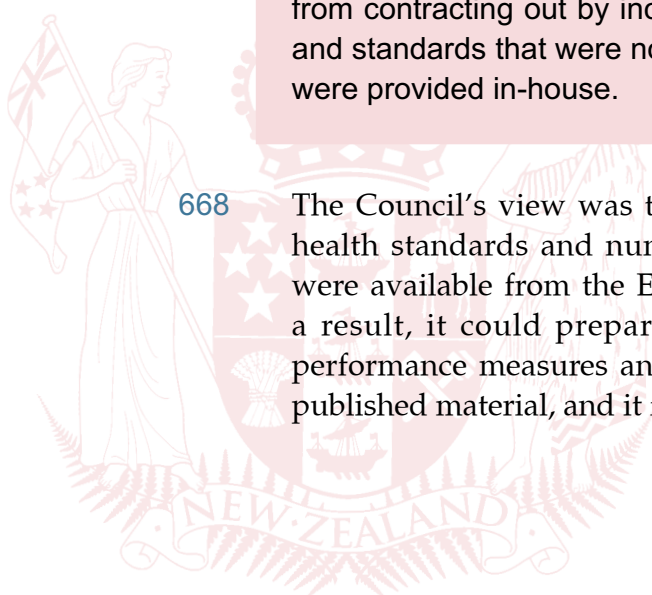 from contracting out by inc
and standards that were no
were provided in-house.
668 The Council's view was t
health standards and nur
were available from the E
a result, it could prepar
performance measures an
published material, and it
NEW·ZEALAND